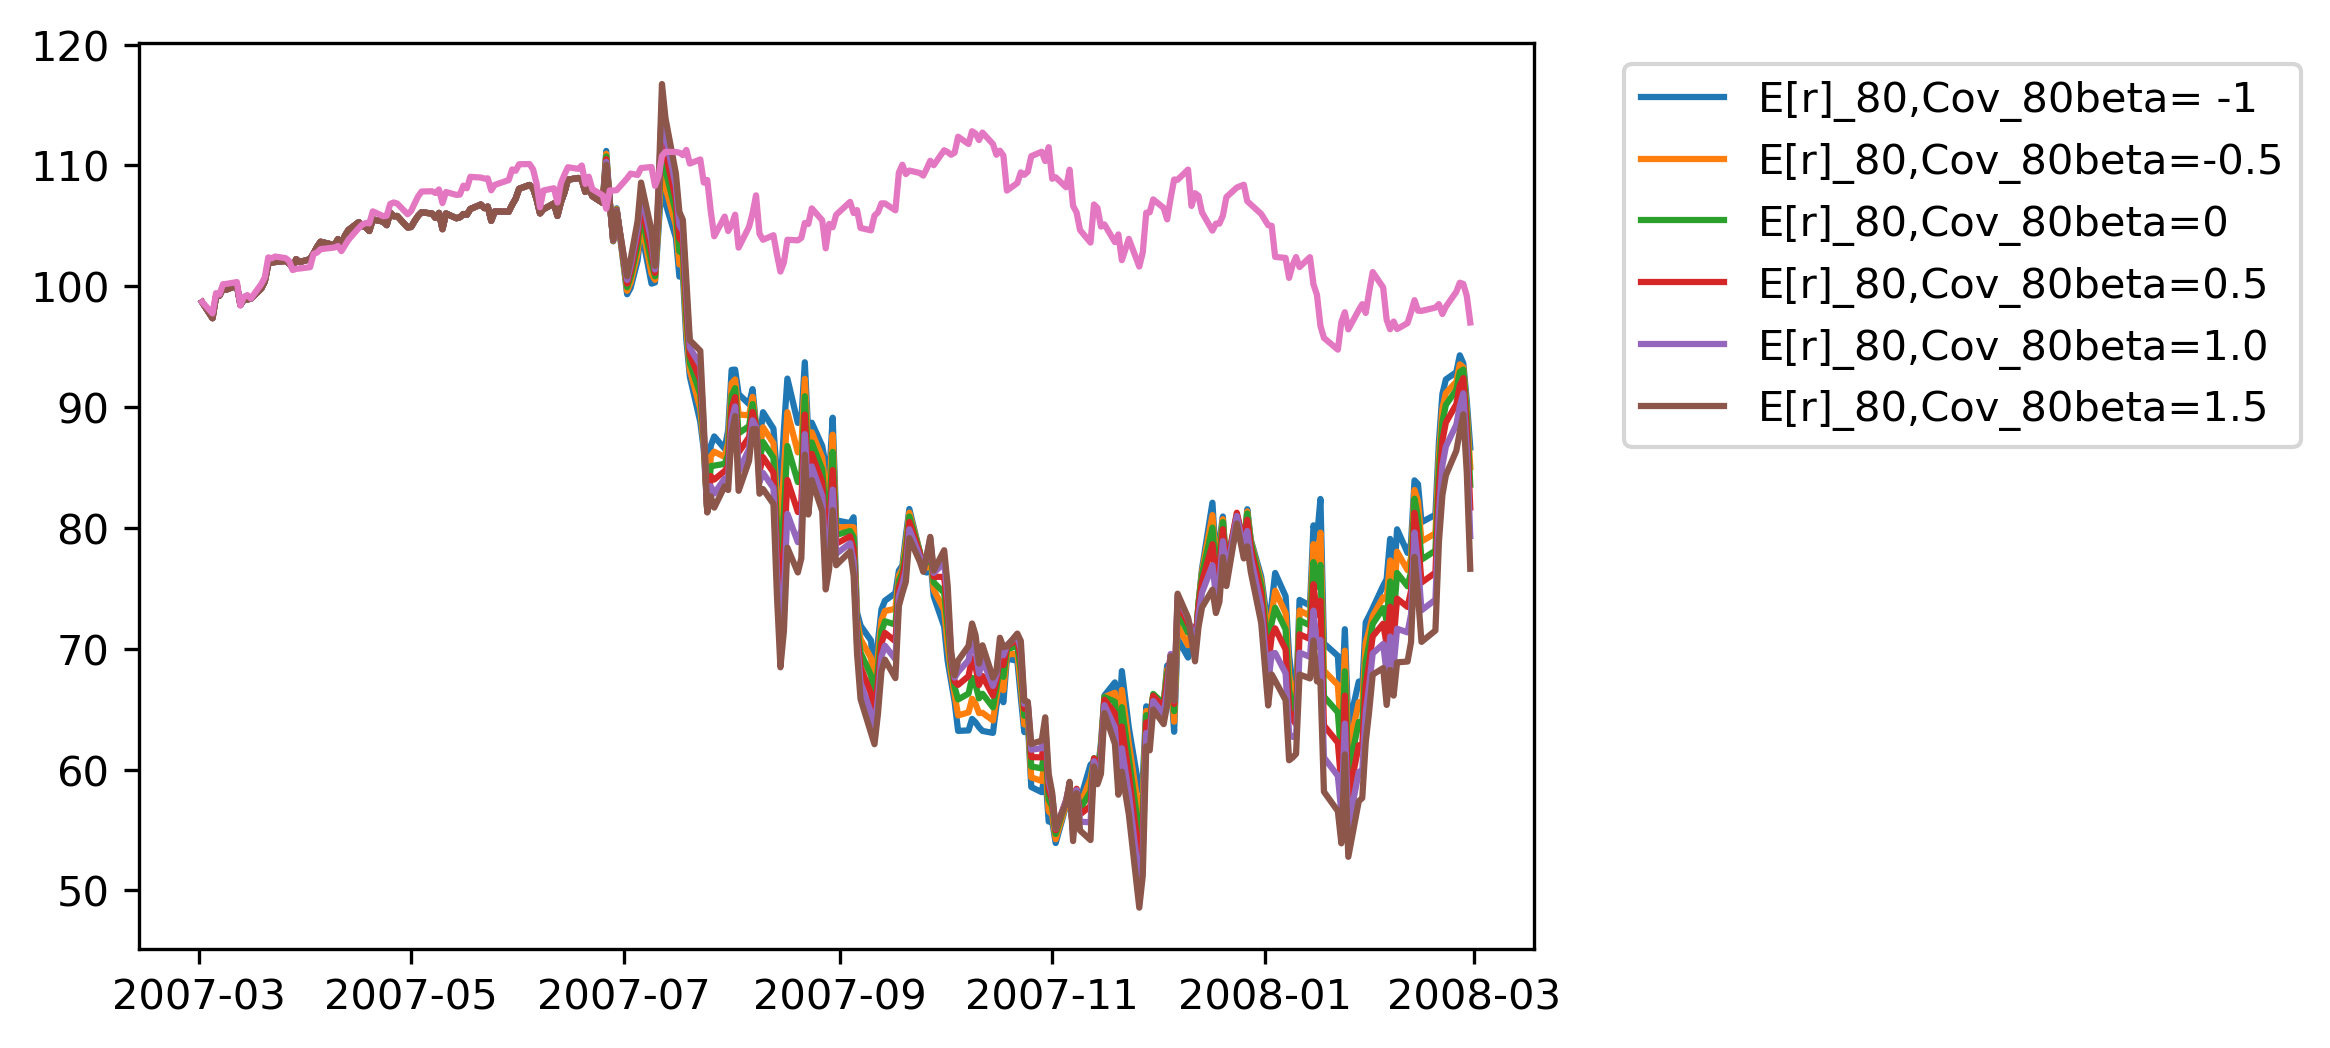 120
110
100
90
80
70
60
50
2007-03 2007-05 2007-07 2007-09 2007-11 2008-01 2008-03
E[r]_80,Cov_80beta= -1
E[r]_80,Cov_80beta=-0.5
E[r]_80,Cov_80beta=0
E[r]_80,Cov_80beta=0.5
E[r]_80,Cov_80beta=1.0
E[r]_80,Cov_80beta=1.5